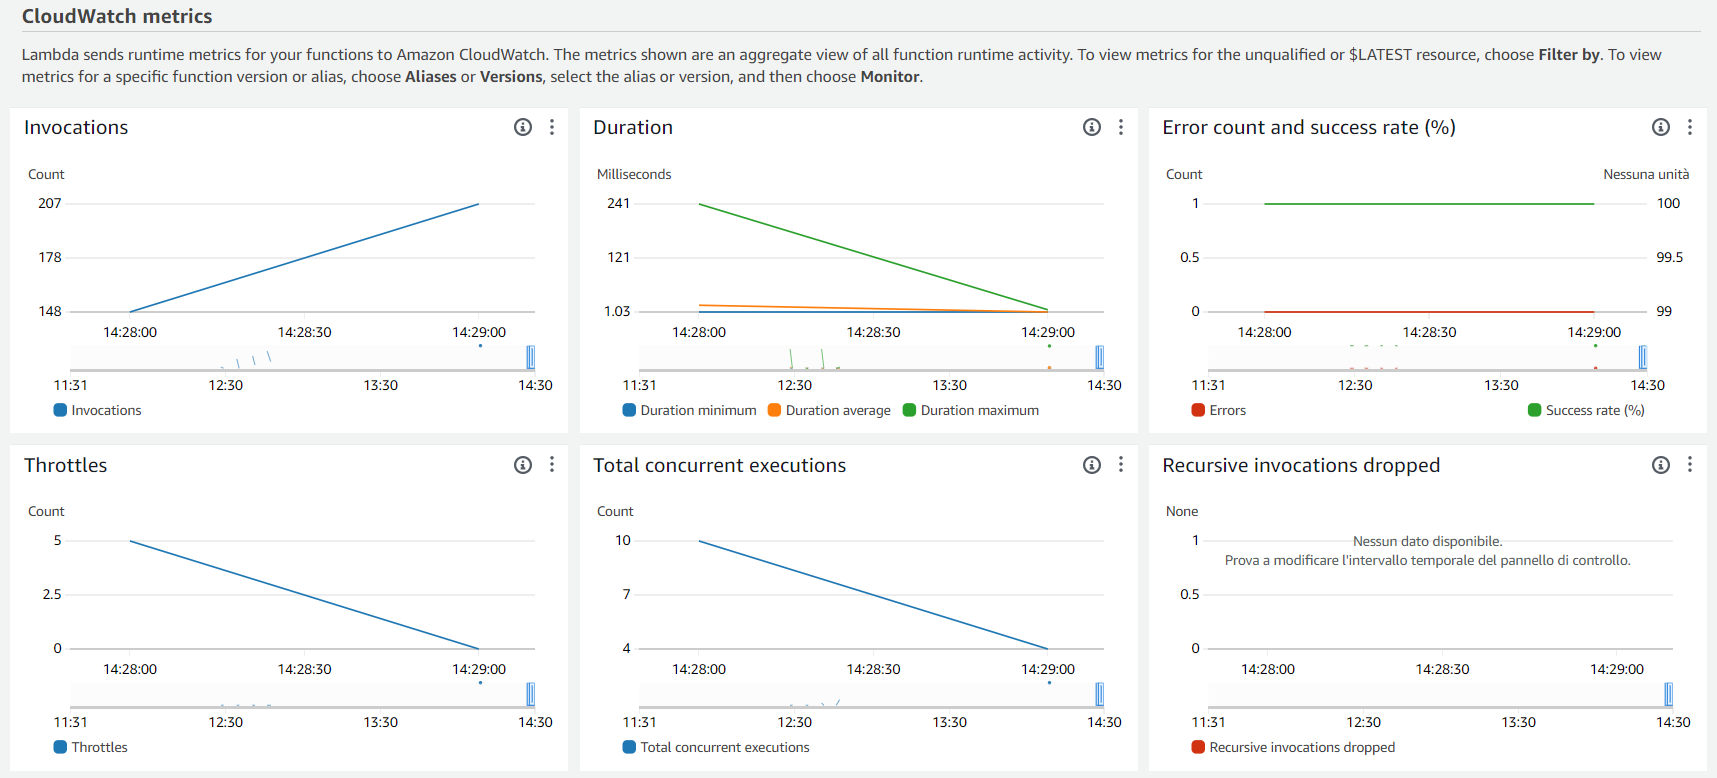 CloudWatch metrics
Lambda sends runtime metrics for your functions to Amazon CloudWatch. The metrics shown are an aggregate view of all function runtime activity. To view metrics for the unqualified or $LATEST resource, choose Filter by. To view
metrics for a specific function version or alias, choose Aliases or Versions, select the alias or version, and then choose Monitor.
Invocations
Count
207
178
148
14:28:00 14:28:30 14:29:00
11:31 12:30 13:30 14:30
Invocations
Duration
Milliseconds
241
121
1.03
14:28:00 14:28:30 14:29:00
11:31 12:30 13:30 14:30
Duration minimum Duration average Duration maximum
Error count and success rate (%)
Count Nessuna unità
1 100
0.5 99.5
0 99
14:28:00 14:28:30 14:29:00
11:31 12:30 13:30 14:30
Errors Success rate (%)
Throttles
Count
5
2.5
0
14:28:00 14:28:30 14:29:00
11:31 12:30 13:30 14:30
Throttles
Total concurrent executions
Count
10
7
4
14:28:00 14:28:30 14:29:00
11:31 12:30 13:30 14:30
Total concurrent executions
Recursive invocations dropped
None
1
Nessun dato disponibile.
Prova a modificare l'intervallo temporale del pannello di controllo.
0.5
0
14:28:00 14:28:30 14:29:00
11:31 12:30 13:30 14:30
Recursive invocations dropped